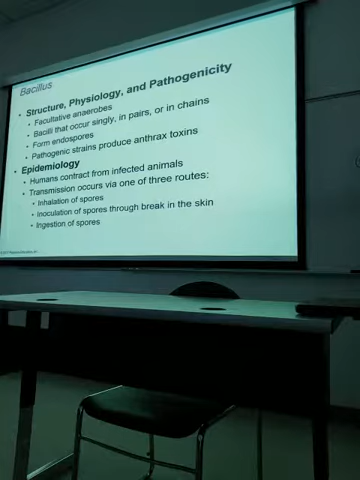 Bacillus
• Structure, Physiology, and Pathogenicity
• Facultative anaerobes
• Bacilli that occur singly, in pairs, or in chains
• Form endospores
• Pathogenic strains produce anthrax toxins
• Epidemiology
• Humans contract from infected animals
• Transmission occurs via one of three routes:
• Inhalation of spores
• Inoculation of spores through break in the skin
• Ingestion of spores